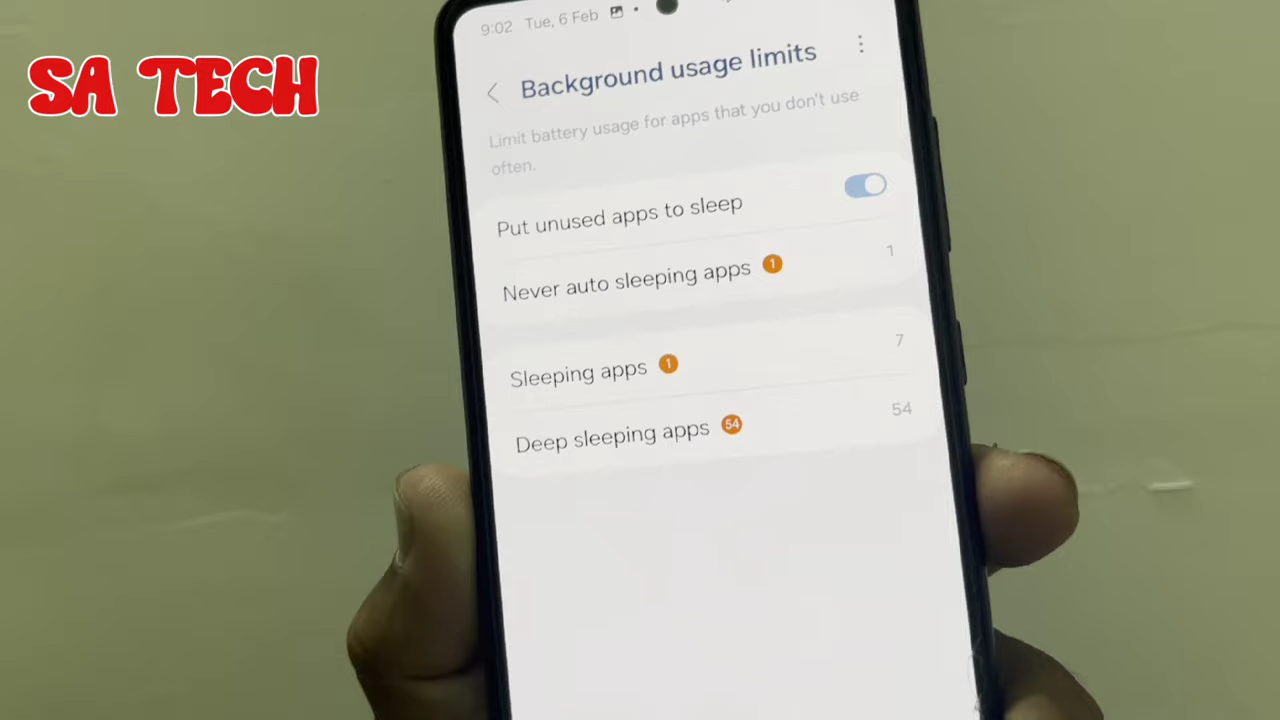 SA TECH
9:02 Tue, 6 Feb
Background usage limits
Limit battery usage for apps that you don't use
often.
Put unused apps to sleep
Never auto sleeping apps 1 1
Sleeping apps 1 7
Deep sleeping apps 54 54